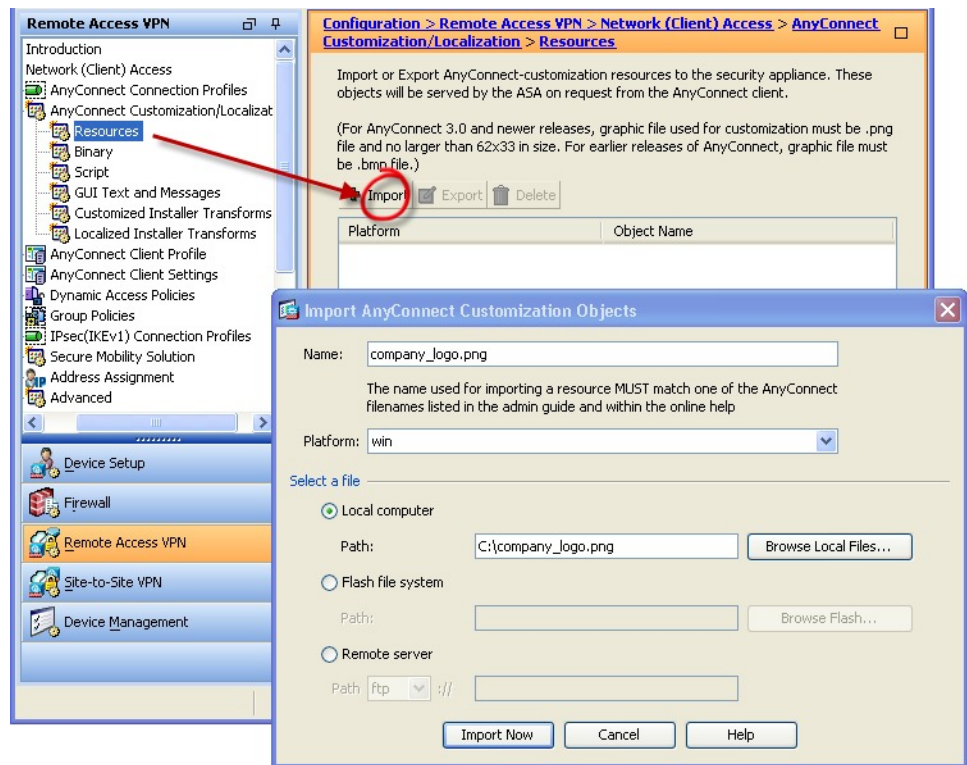 Remote Access VPN
Introduction
Network (Client) Access
AnyConnect Connection Profiles
AnyConnect Customization/Localizat
Resources
Binary
Script
GUI Text and Messages
Customized Installer Transforms
Localized Installer Transforms
AnyConnect Client Profile
AnyConnect Client Settings
Dynamic Access Policies
Group Policies
IPsec(IKEv1) Connection Profiles
Secure Mobility Solution
Address Assignment
Advanced
Device Setup
Firewall
Remote Access VPN
Site-to-Site VPN
Device Management
Configuration > Remote Access VPN > Network (Client) Access > AnyConnect
Customization/Localization > Resources
Import or Export AnyConnect-customization resources to the security appliance. These
objects will be served by the ASA on request from the AnyConnect client.
(For AnyConnect 3.0 and newer releases, graphic file used for customization must be .png
file and no larger than 62x33 in size. For earlier releases of AnyConnect, graphic file must
be .bmp file.)
Import Export Delete
Platform Object Name
Import AnyConnect Customization Objects
Name: company_logo.png
The name used for importing a resource MUST match one of the AnyConnect
filenames listed in the admin guide and within the online help
Platform: win
Select a file
Local computer
Path: C:\company_logo.png Browse Local Files...
Flash file system
Path: Browse Flash...
Remote server
Path ftp ://
Import Now Cancel Help